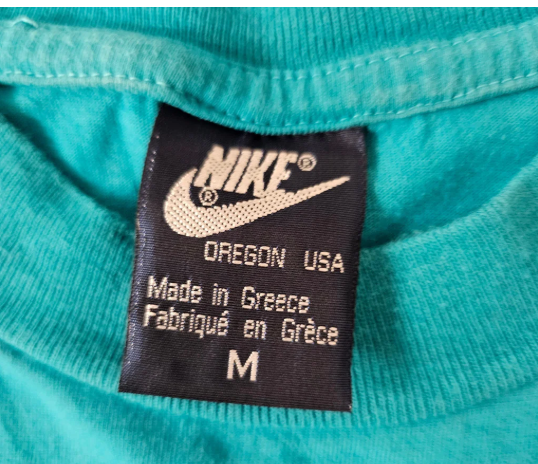 NIKE®
®
OREGON USA
Made in Greece
Fabriqué en Grèce
M